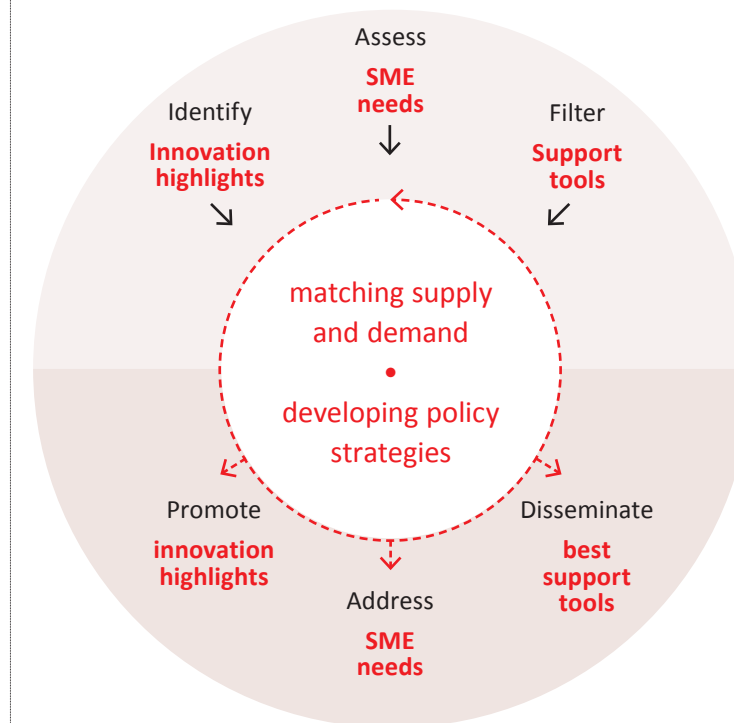 Assess
SME
needs
Identify
Innovation
highlights
Filter
Support
tools
matching supply
and demand
developing policy
strategies
Promote
innovation
highlights
Address
SME
needs
Disseminate
best
support
tools